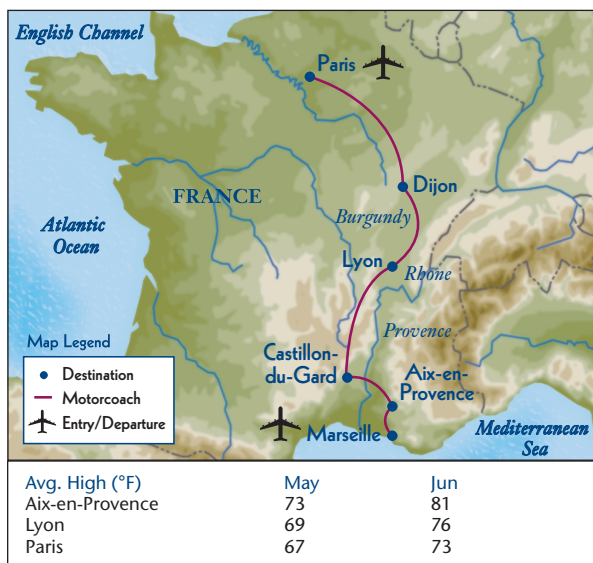 English Channel
Paris
Dijon
FRANCE
Burgundy
Atlantic
Ocean
Lyon
Rhône
Provence
Map Legend
Destination
Motorcoach
Entry/Departure
Castillon-
du-Gard
Aix-en-
Provence
Marseille
Mediterranean
Sea
Avg. High (°F) May Jun
Aix-en-Provence 73 81
Lyon 69 76
Paris 67 73